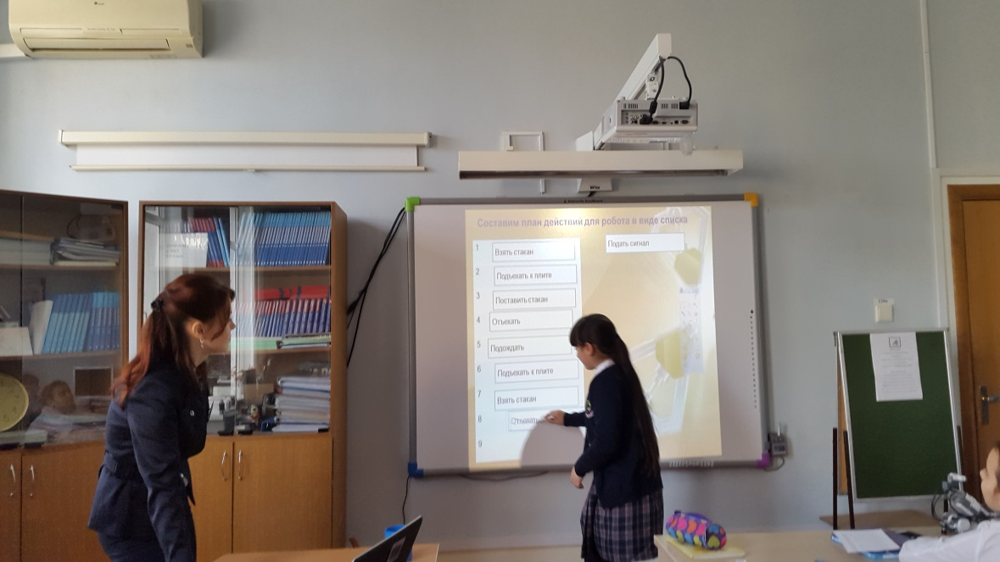 Составим план действии для робота в виде списка
1 Взять стакан
Подать сигнал
2 Подъехать к плите
3 Поставить стакан
4 Отъехать
5 Подождать
6 Подъехать к плите
7 Взять стакан
8 Отъехать
9